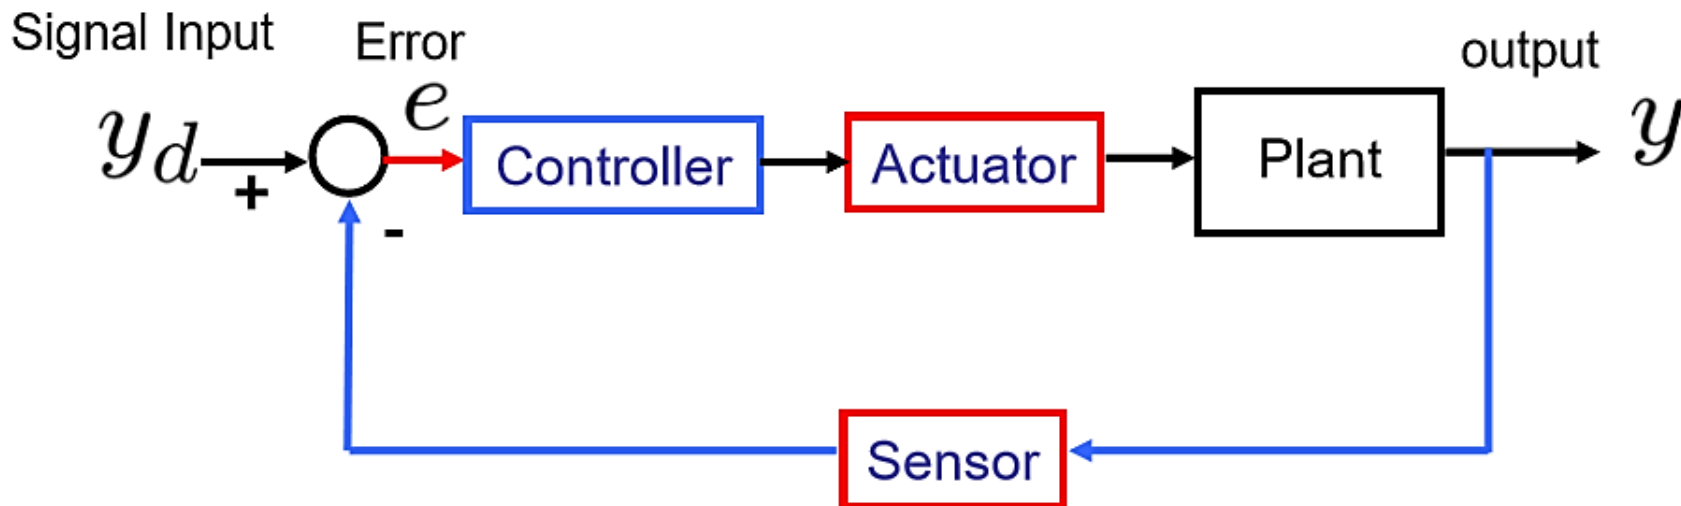 Signal Input
Error
output
y_d
e
+
-
Controller
Actuator
Plant
y
Sensor